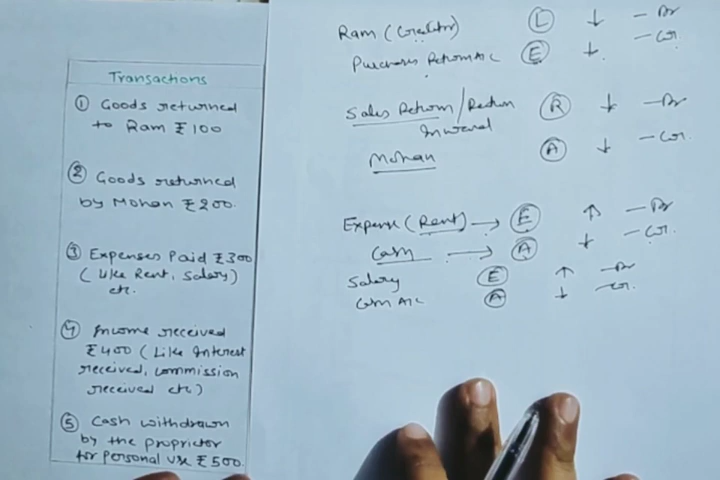 Transactions
① Goods returned
to Ram ₹100
② Goods returned
by Mohan ₹200.
③ Expenses Paid ₹300
(Like Rent, Salary)
etc.
④ Income received
₹400 (Like Interest
received, commission
received etc)
⑤ Cash withdrawn
by the proprietor
for personal use ₹500.
Ram (Creditor) Ⓛ ↓ — Dr
Purchases Return A/c Ⓔ ↓ — Cr.
Sales Return / Return Ⓡ ↓ — Dr
Inward
Mohan Ⓐ ↓ — Cr.
Expense (Rent) → Ⓔ ↑ — Dr
Cash → Ⓐ ↓ — Cr.
Salary Ⓔ ↑ — Dr
Cash A/c Ⓐ ↓ — Cr.